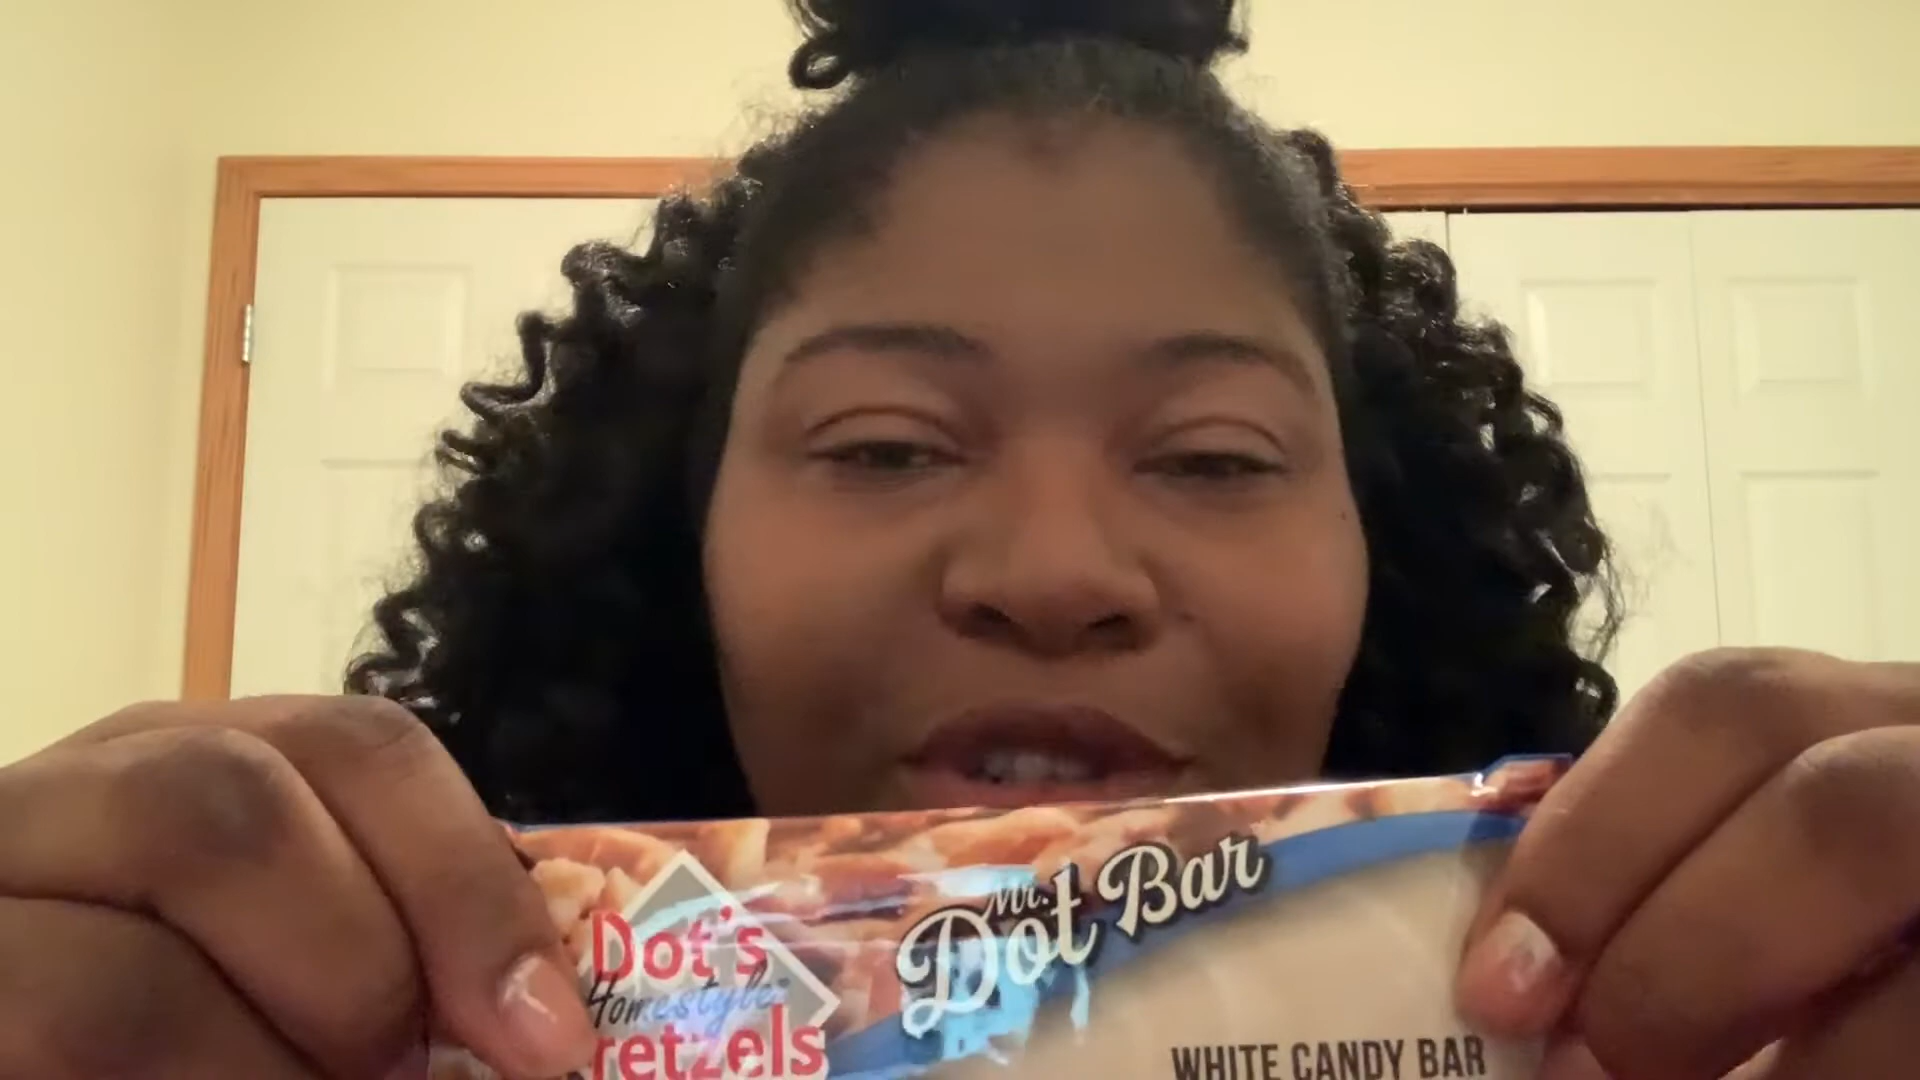 Dot's
Homestyle
retzels
Mr.
Dot Bar
WHITE CANDY BAR